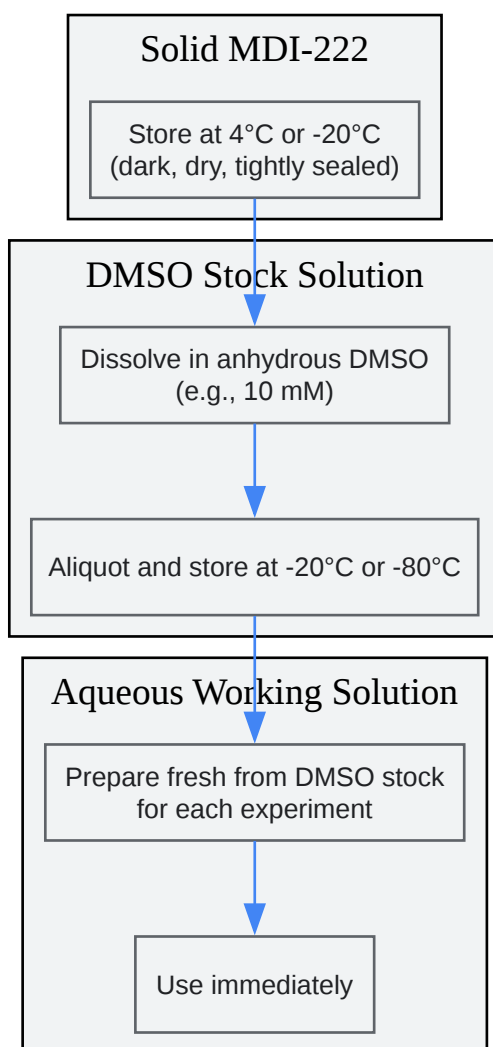 Solid MDI-222
Store at 4°C or -20°C
(dark, dry, tightly sealed)
DMSO Stock Solution
Dissolve in anhydrous DMSO
(e.g., 10 mM)
Aliquot and store at -20°C or -80°C
Aqueous Working Solution
Prepare fresh from DMSO stock
for each experiment
Use immediately